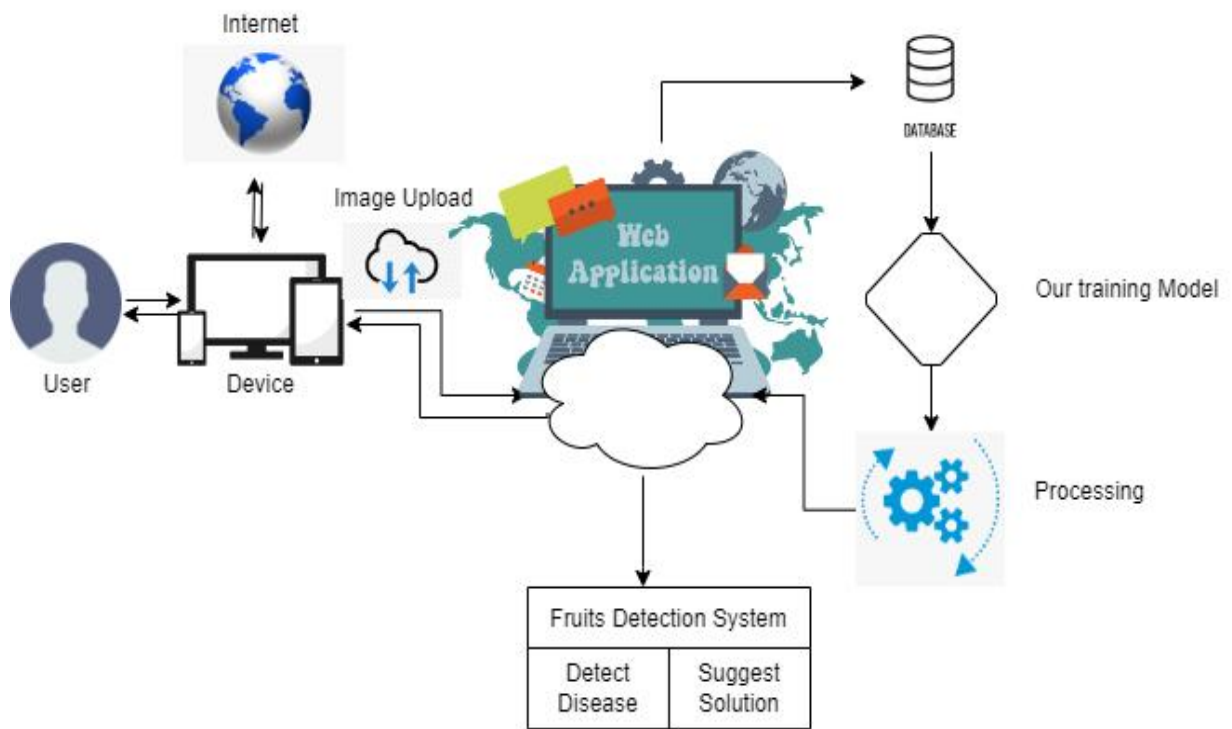 Internet
DATABASE
Image Upload
Web
Application
Our training Model
User
Device
Processing
Fruits Detection System
Detect
Disease
Suggest
Solution